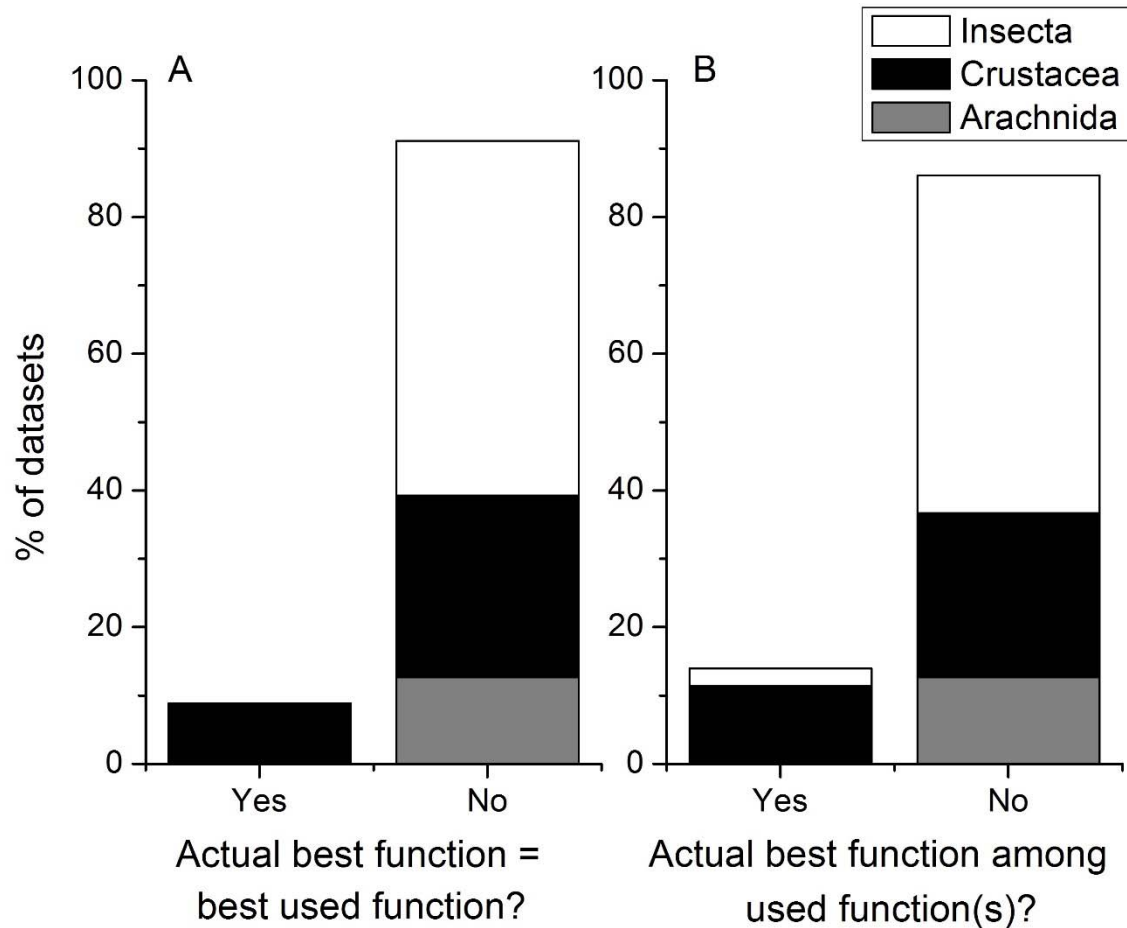 Insecta
Crustacea
Arachnida
A
B
100
80
60
40
20
0
% of datasets
Yes
No
Actual best function =
best used function?
100
80
60
40
20
0
Yes
No
Actual best function among
used function(s)?